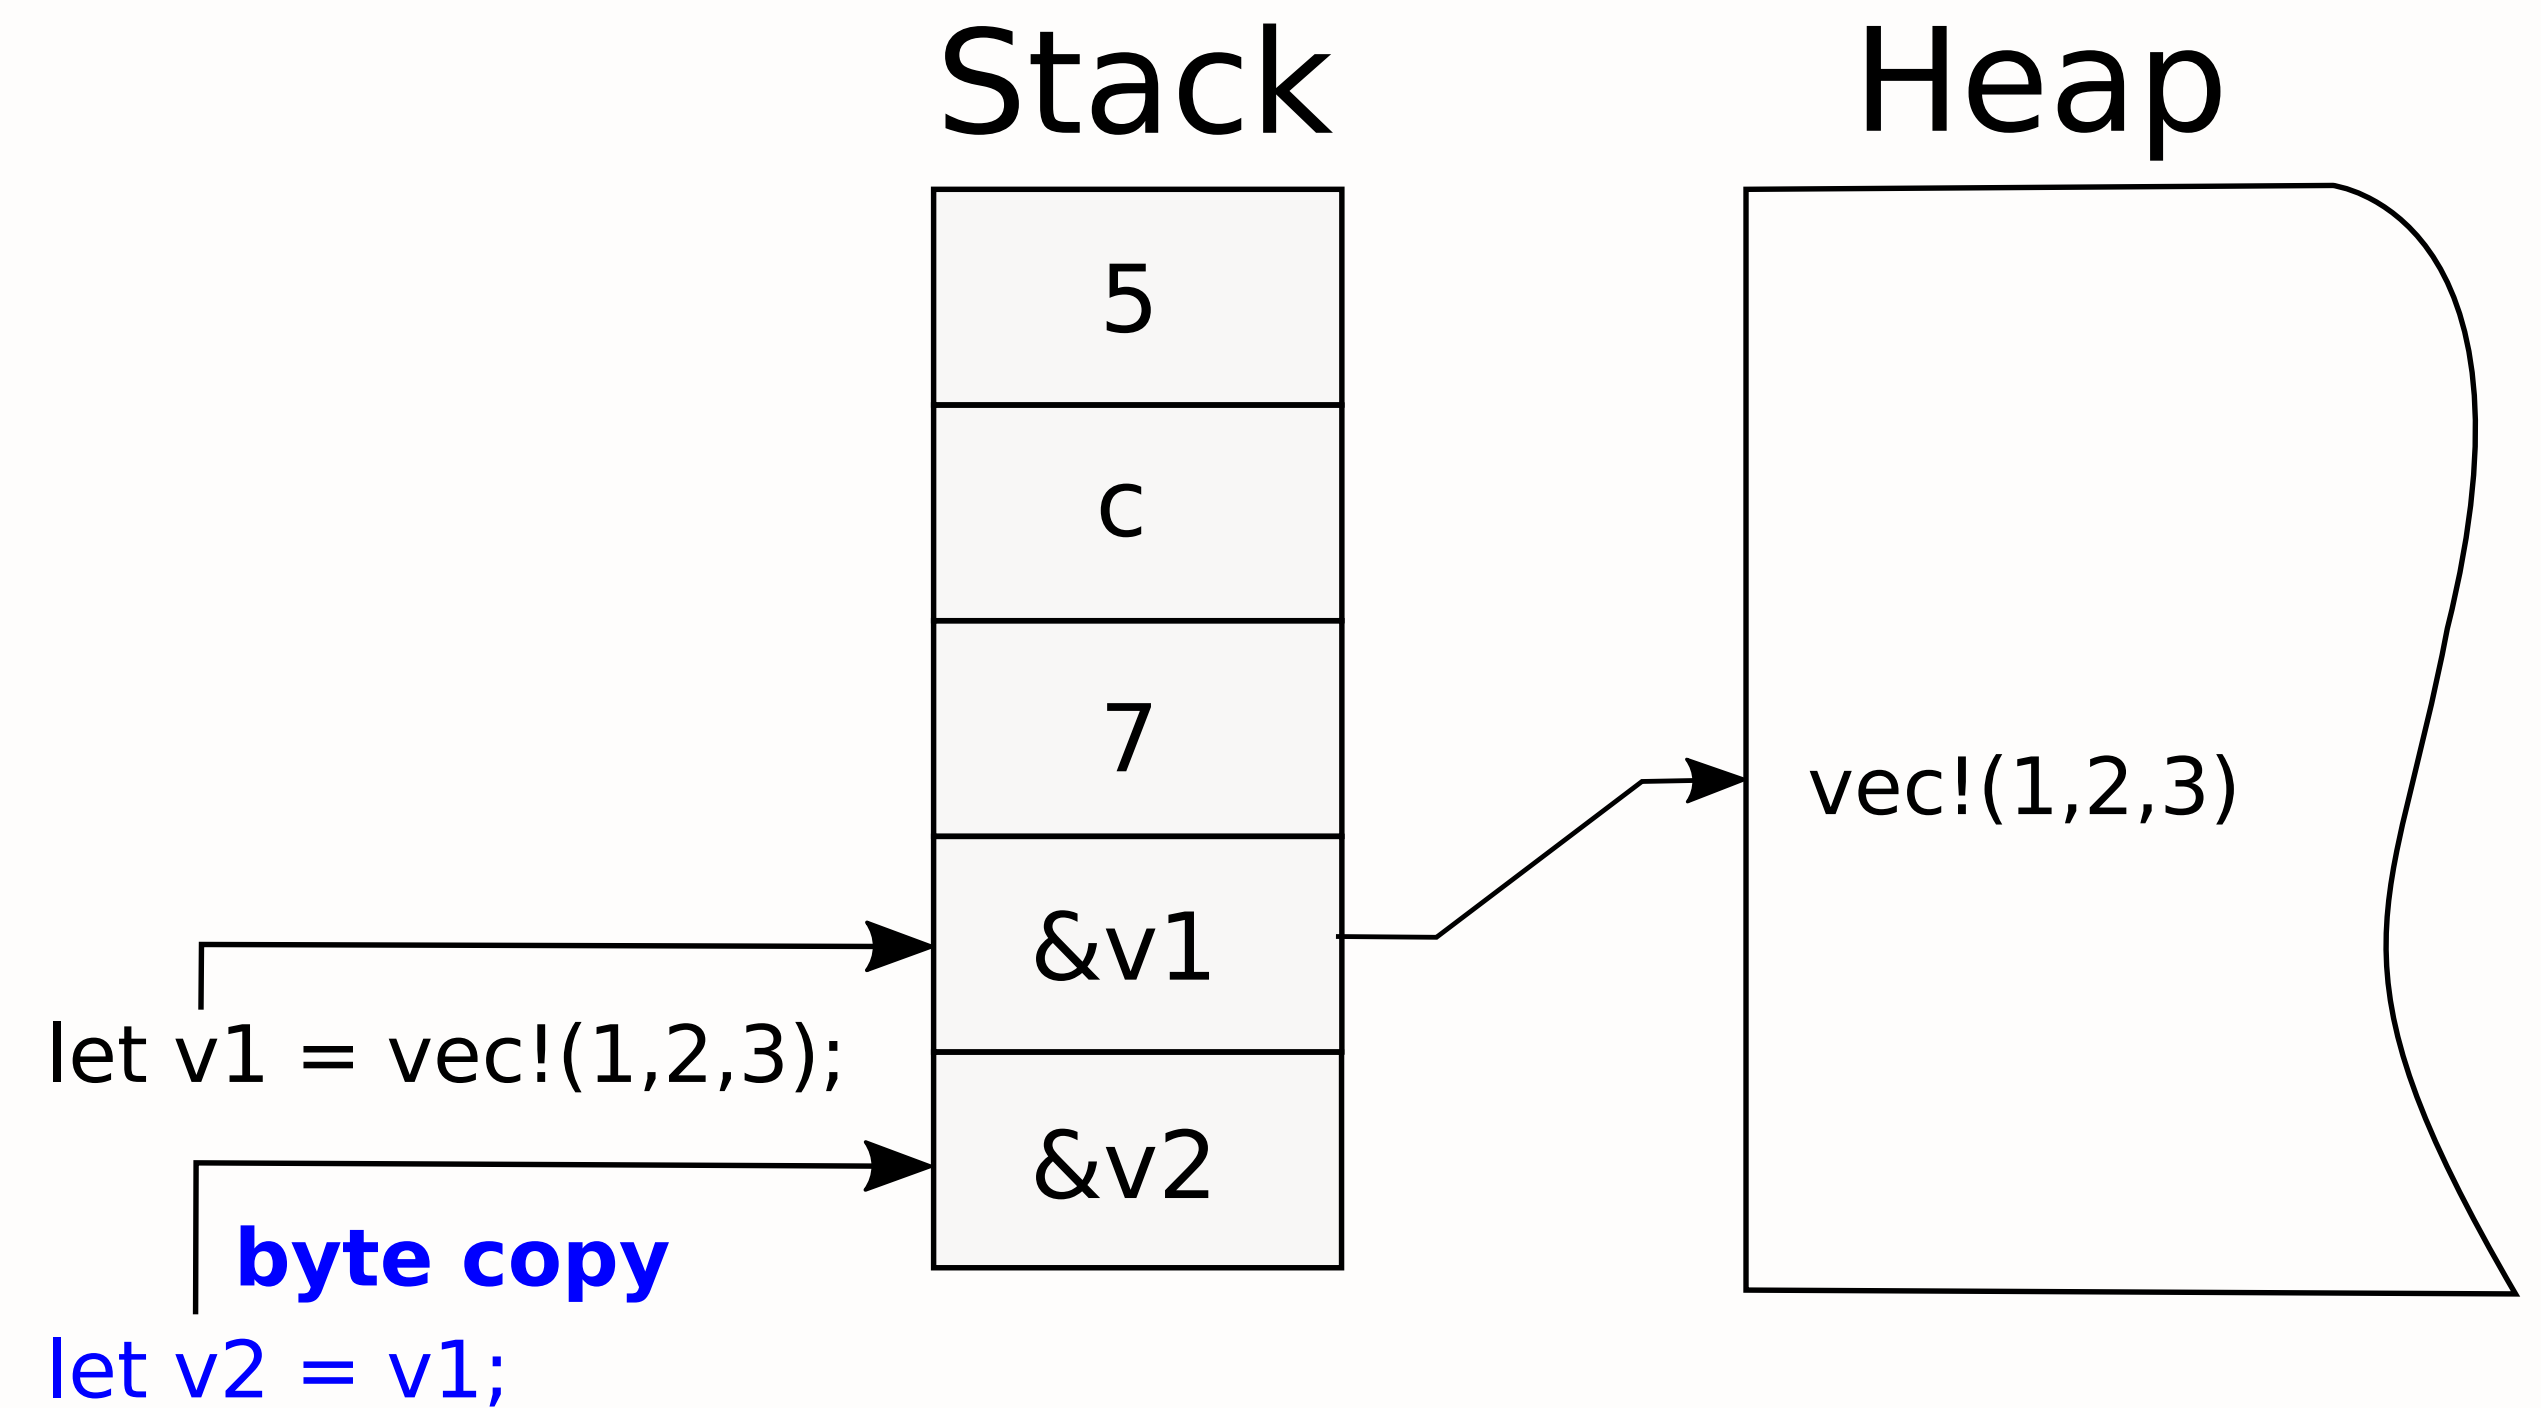 Stack
Heap
5
c
7
&v1
&v2
vec!(1,2,3)
let v1 = vec!(1,2,3);
byte copy
let v2 = v1;